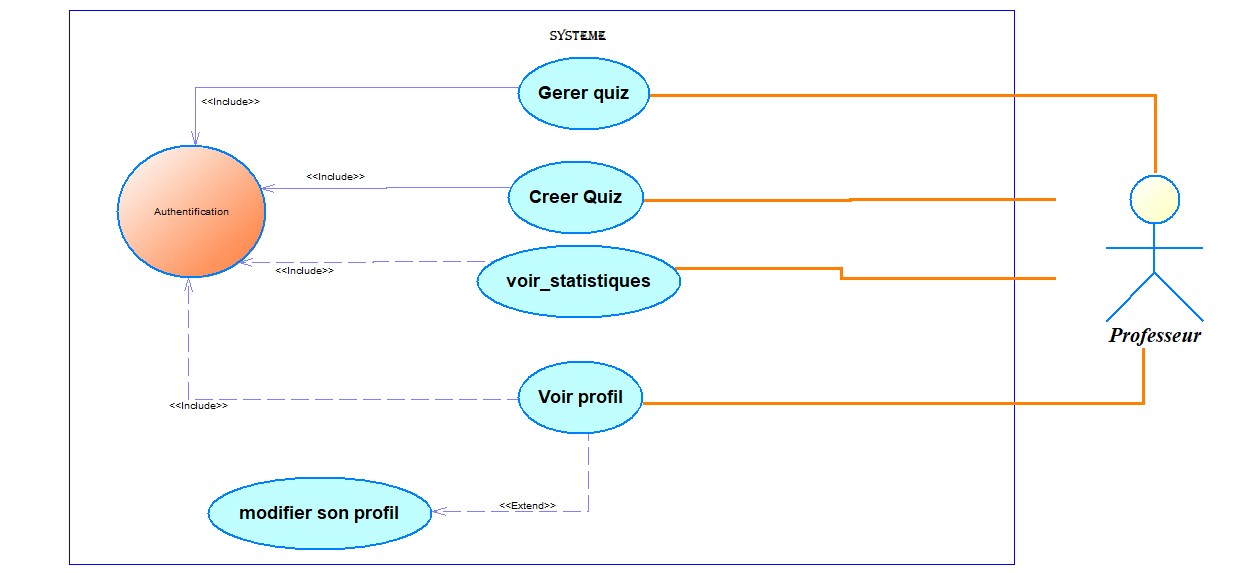 SYSTEME
Gerer quiz
<<Include>>
<<Include>>
Creer Quiz
Authentification
<<Include>>
voir_statistiques
Professeur
Voir profil
<<Include>>
<<Extend>>
modifier son profil